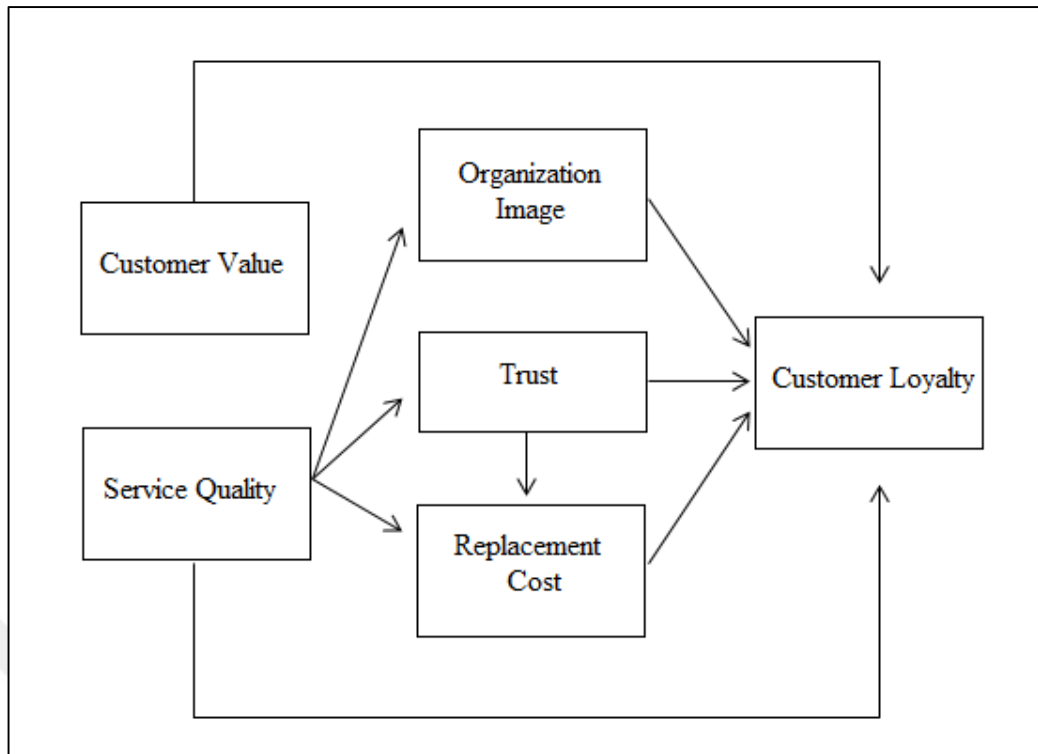 Organization
Image
Customer Value
Trust
Customer Loyalty
Service Quality
Replacement
Cost